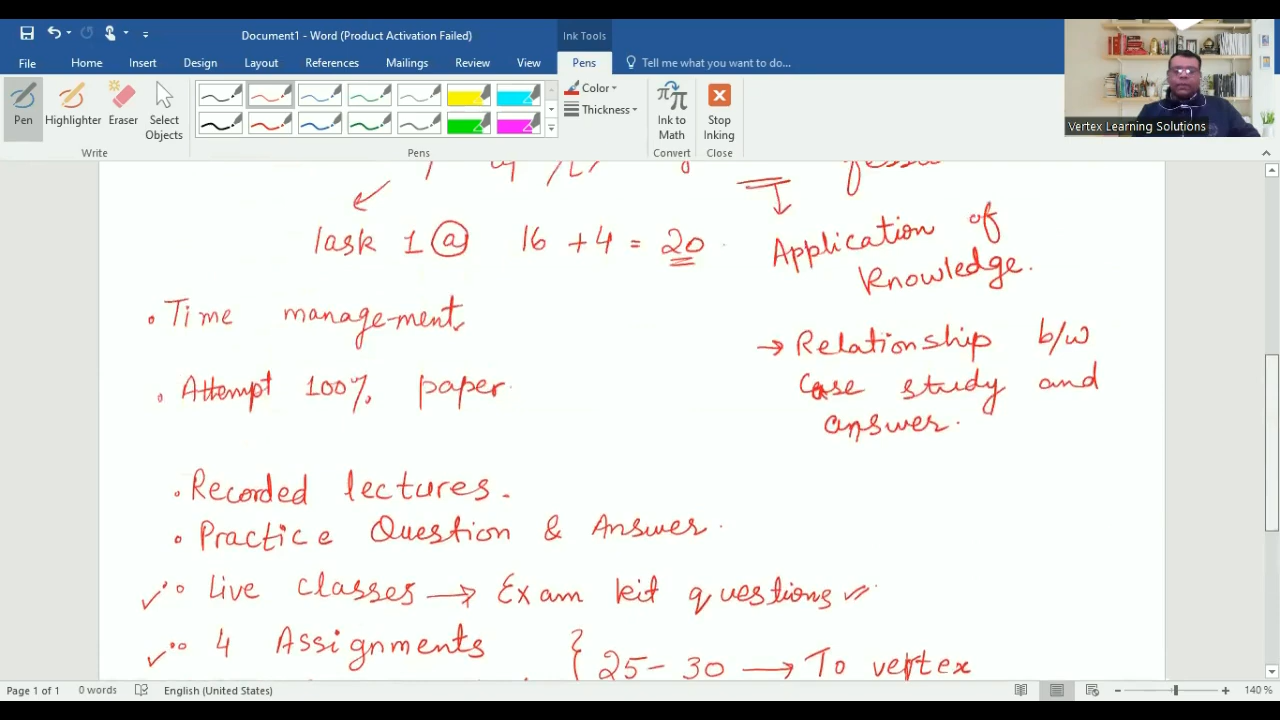 Document1 - Word (Product Activation Failed)
Ink Tools
File Home Insert Design Layout References Mailings Review View Pens Tell me what you want to do...
Pen Highlighter Eraser Select Objects
Color
Thickness
Ink to Math
Stop Inking
Write Pens Convert Close
Vertex Learning Solutions
Task 1 @ 16 + 4 = 20
Application of
Knowledge.
• Time management
→ Relationship b/w
Case study and
answer.
• Attempt 100% paper
• Recorded lectures.
• Practice Question & Answer
✓• Live Classes → Exam kit questions
✓• 4 Assignments
{ 25 - 30 → To vertex
Page 1 of 1 0 words English (United States) 140 %